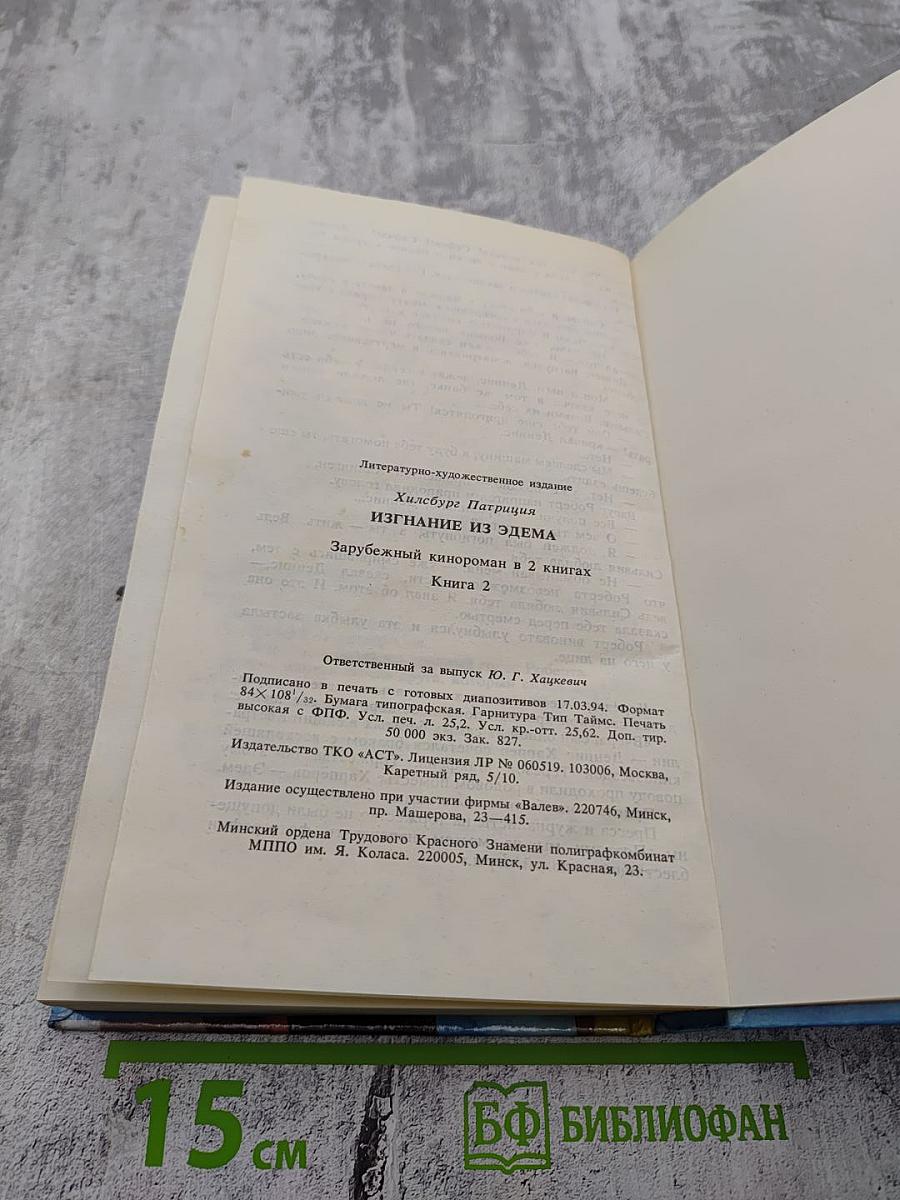 Литературно-художественное издание
Хилсбург Патриция
ИЗГНАНИЕ ИЗ ЭДЕМА
Зарубежный кинороман в 2 книгах
Книга 2
Ответственный за выпуск Ю. Г. Хацкевич
Подписано в печать с готовых диапозитивов 17.03.94. Формат
84×108¹/₃₂. Бумага типографская. Гарнитура Тип Таймс. Печать
высокая с ФПФ. Усл. печ. л. 25,2. Усл. кр.-отт. 25,62. Доп. тир.
50 000 экз. Зак. 827.
Издательство ТКО «АСТ». Лицензия ЛР № 060519. 103006, Москва,
Каретный ряд, 5/10.
Издание осуществлено при участии фирмы «Валев». 220746, Минск,
пр. Машерова, 23—415.
Минский ордена Трудового Красного Знамени полиграфкомбинат
МППО им. Я. Коласа. 220005, Минск, ул. Красная, 23.
15 см
БФ БИБЛИОФАН